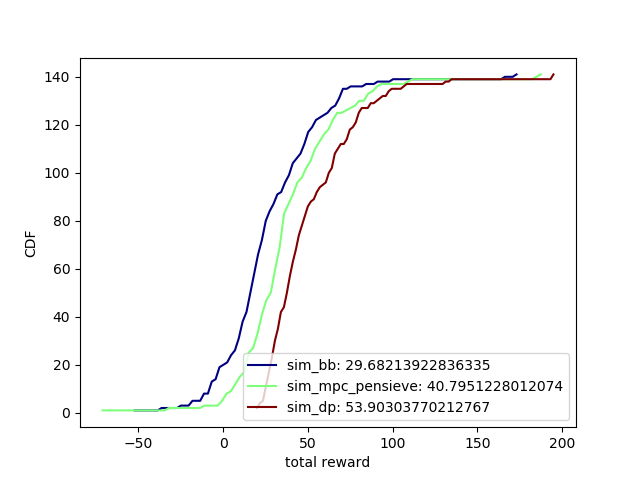 140
120
100
80
60
40
20
0
CDF
sim_bb: 29.68213922836335
sim_mpc_pensieve: 40.7951228012074
sim_dp: 53.90303770212767
−50
0
50
100
150
200
total reward